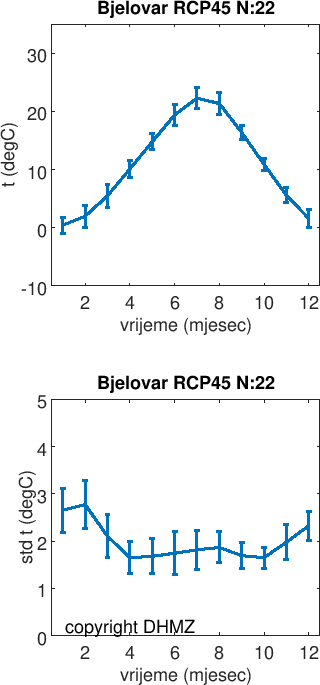 Bjelovar RCP45 N:22
30
20
10
0
-10
t (degC)
2 4 6 8 10 12
vrijeme (mjesec)
Bjelovar RCP45 N:22
5
4
3
2
1
0
std t (degC)
copyright DHMZ
2 4 6 8 10 12
vrijeme (mjesec)